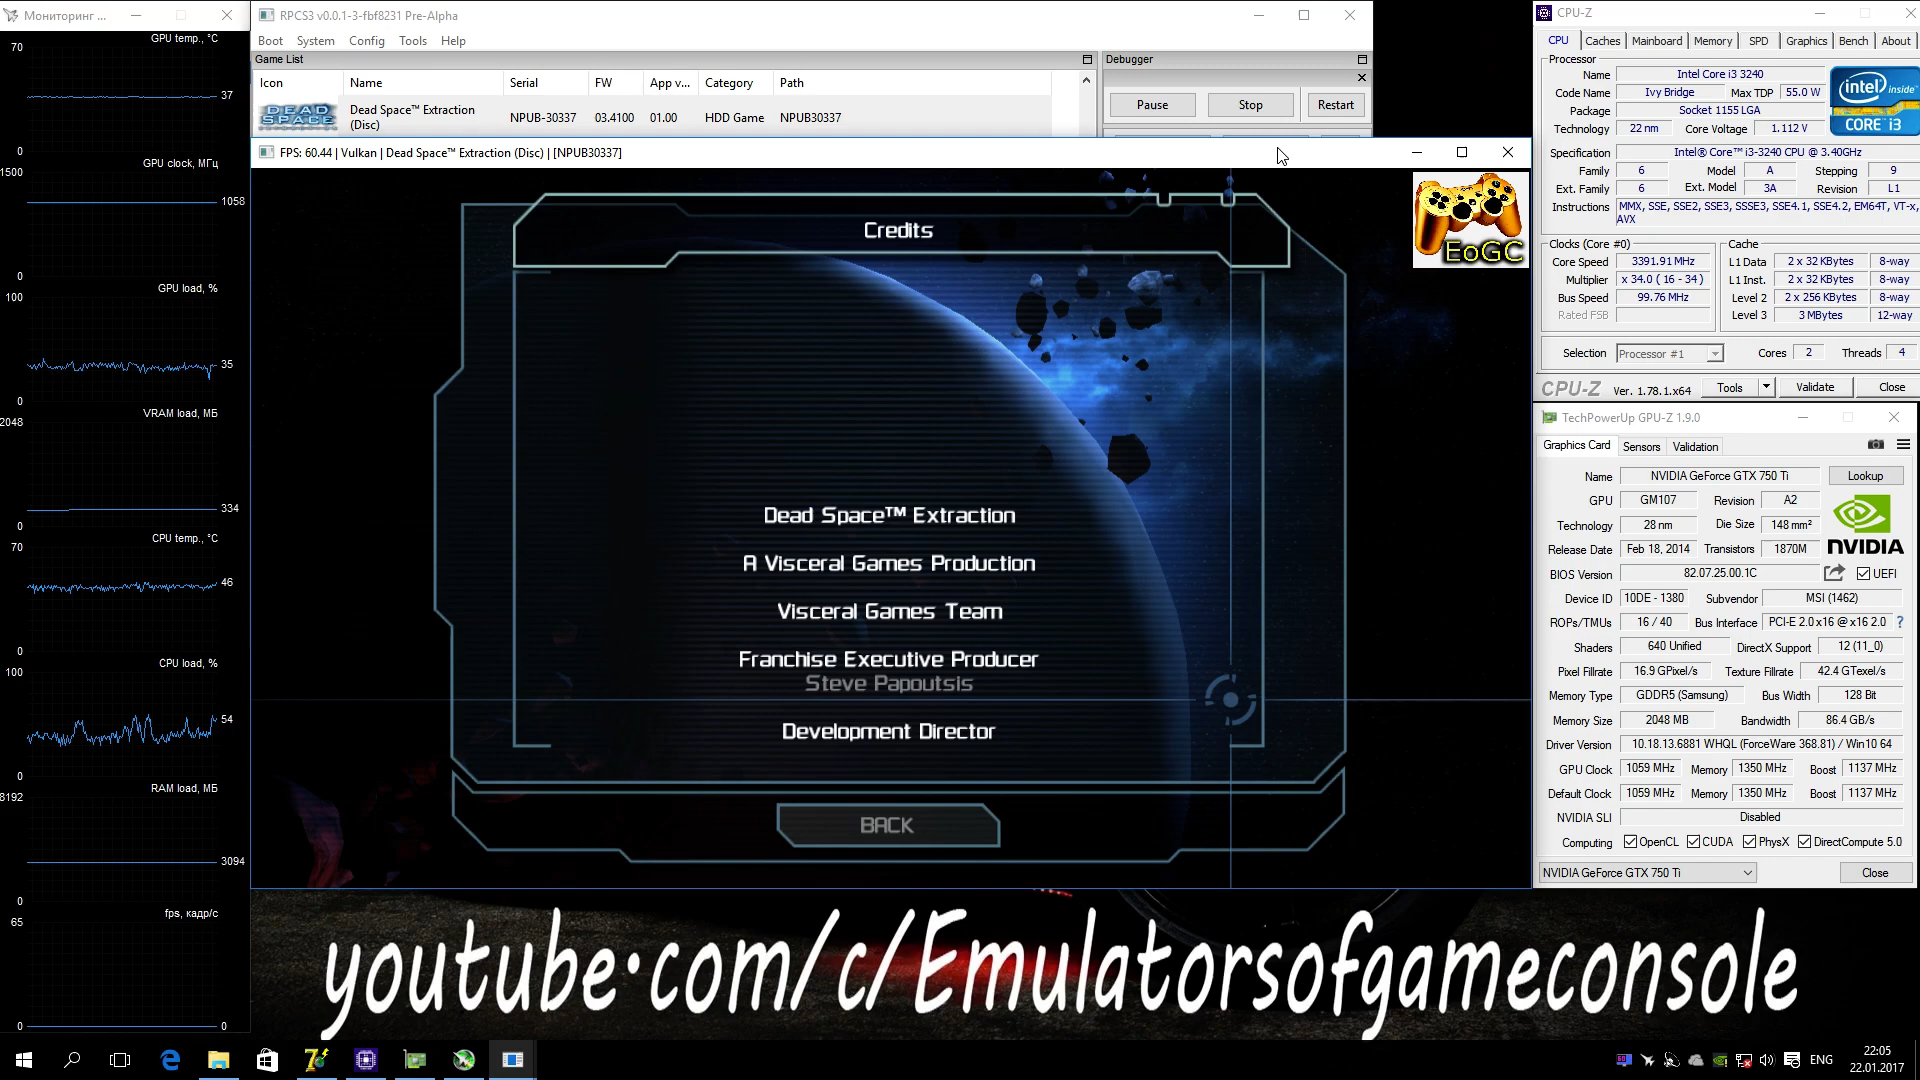 Мониторинг ...
GPU temp., °C
70
37
0
GPU clock, МГц
1500
1058
0
GPU load, %
100
35
0
VRAM load, МБ
2048
334
0
CPU temp., °C
70
46
0
CPU load, %
100
54
0
RAM load, МБ
8192
3094
0
fps, кадр/с
65
0
0
RPCS3 v0.0.1-3-fbf8231 Pre-Alpha
Boot System Config Tools Help
Game List
Icon Name Serial FW App v... Category Path
DEAD SPACE
Dead Space™ Extraction
(Disc)
NPUB-30337 03.4100 01.00 HDD Game NPUB30337
Debugger
Pause Stop Restart
FPS: 60.44 | Vulkan | Dead Space™ Extraction (Disc) | [NPUB30337]
EoGC
Credits
Dead Space™ Extraction
A Visceral Games Production
Visceral Games Team
Franchise Executive Producer
Steve Papoutsis
Development Director
BACK
CPU-Z
CPU Caches Mainboard Memory SPD Graphics Bench About
Processor
Name Intel Core i3 3240
Code Name Ivy Bridge Max TDP 55.0 W
Package Socket 1155 LGA
Technology 22 nm Core Voltage 1.112 V
intel inside™
CORE i3
Specification Intel® Core™ i3-3240 CPU @ 3.40GHz
Family 6 Model A Stepping 9
Ext. Family 6 Ext. Model 3A Revision L1
Instructions MMX, SSE, SSE2, SSE3, SSSE3, SSE4.1, SSE4.2, EM64T, VT-x,
AVX
Clocks (Core #0)
Core Speed 3391.91 MHz
Multiplier x 34.0 ( 16 - 34 )
Bus Speed 99.76 MHz
Rated FSB
Cache
L1 Data 2 x 32 KBytes 8-way
L1 Inst. 2 x 32 KBytes 8-way
Level 2 2 x 256 KBytes 8-way
Level 3 3 MBytes 12-way
Selection Processor #1 Cores 2 Threads 4
CPU-Z Ver. 1.78.1.x64 Tools Validate Close
TechPowerUp GPU-Z 1.9.0
Graphics Card Sensors Validation
Name NVIDIA GeForce GTX 750 Ti Lookup
GPU GM107 Revision A2
Technology 28 nm Die Size 148 mm²
Release Date Feb 18, 2014 Transistors 1870M
NVIDIA
BIOS Version 82.07.25.00.1C UEFI
Device ID 10DE - 1380 Subvendor MSI (1462)
ROPs/TMUs 16 / 40 Bus Interface PCI-E 2.0 x16 @ x16 2.0 ?
Shaders 640 Unified DirectX Support 12 (11_0)
Pixel Fillrate 16.9 GPixel/s Texture Fillrate 42.4 GTexel/s
Memory Type GDDR5 (Samsung) Bus Width 128 Bit
Memory Size 2048 MB Bandwidth 86.4 GB/s
Driver Version 10.18.13.6881 WHQL (ForceWare 368.81) / Win10 64
GPU Clock 1059 MHz Memory 1350 MHz Boost 1137 MHz
Default Clock 1059 MHz Memory 1350 MHz Boost 1137 MHz
NVIDIA SLI Disabled
Computing OpenCL CUDA PhysX DirectCompute 5.0
NVIDIA GeForce GTX 750 Ti Close
youtube.com/c/Emulatorsofgameconsole
ENG
22:05
22.01.2017